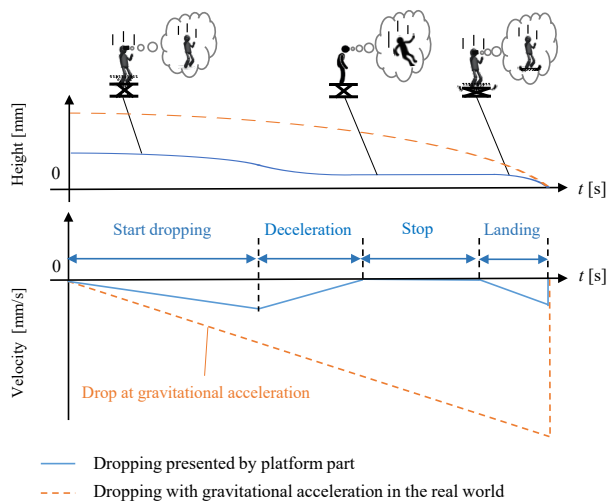 Height [mm]
0
t [s]
Start dropping
Deceleration
Stop
Landing
0
t [s]
Velocity [mm/s]
Drop at gravitational acceleration
Dropping presented by platform part
Dropping with gravitational acceleration in the real world